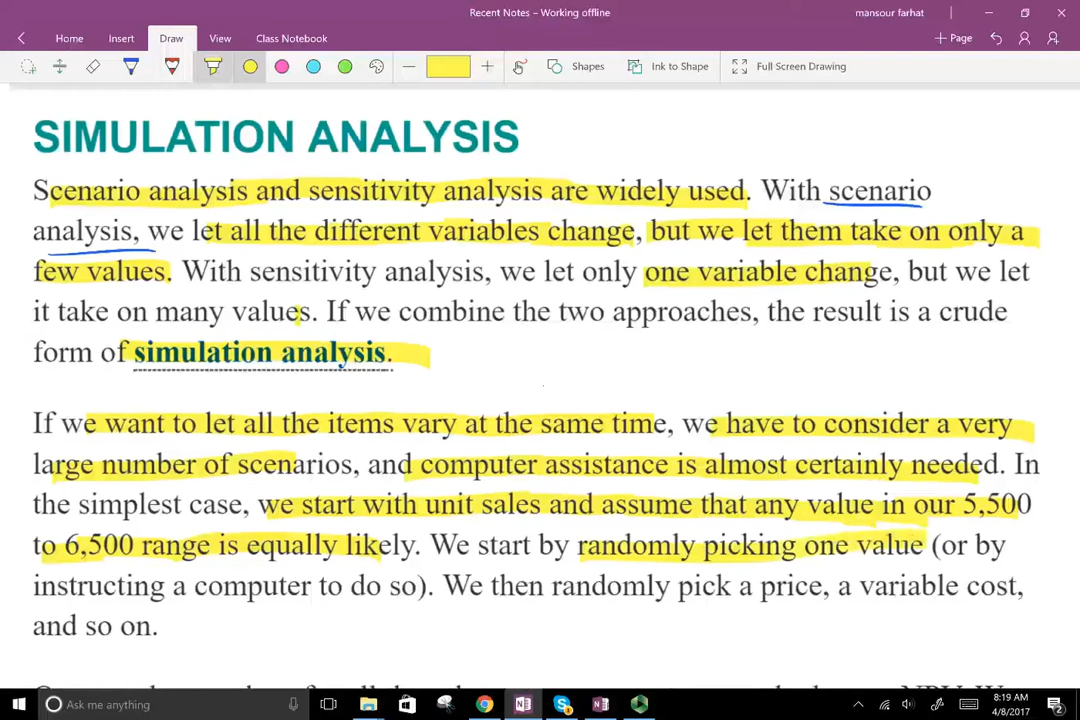 Recent Notes – Working offline
mansour farhat
Home Insert Draw View Class Notebook
Page
Shapes Ink to Shape Full Screen Drawing
SIMULATION ANALYSIS
Scenario analysis and sensitivity analysis are widely used. With scenario
analysis, we let all the different variables change, but we let them take on only a
few values. With sensitivity analysis, we let only one variable change, but we let
it take on many values. If we combine the two approaches, the result is a crude
form of simulation analysis.
If we want to let all the items vary at the same time, we have to consider a very
large number of scenarios, and computer assistance is almost certainly needed. In
the simplest case, we start with unit sales and assume that any value in our 5,500
to 6,500 range is equally likely. We start by randomly picking one value (or by
instructing a computer to do so). We then randomly pick a price, a variable cost,
and so on.
Ask me anything
8:19 AM
4/8/2017
2